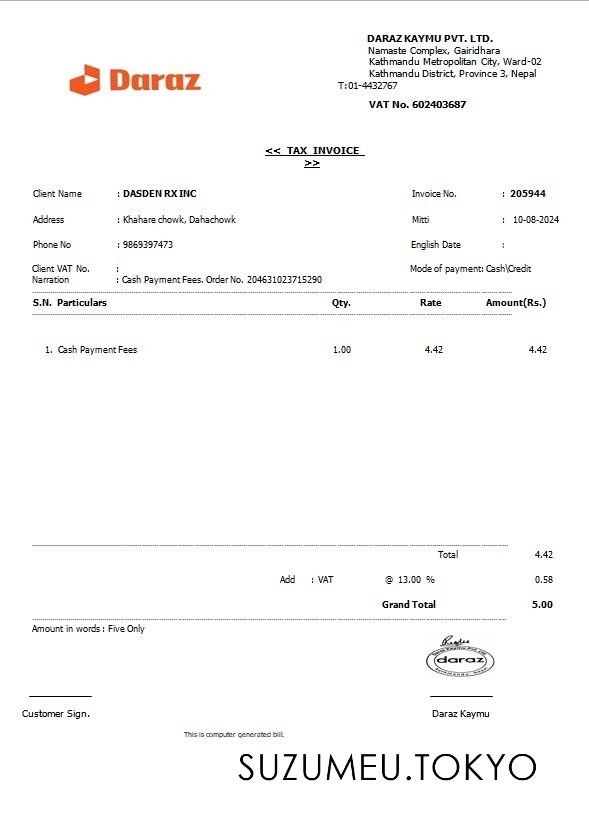 Daraz
DARAZ KAYMU PVT. LTD.
Namaste Complex, Gairidhara
Kathmandu Metropolitan City, Ward-02
Kathmandu District, Province 3, Nepal
T:01-4432767
VAT No. 602403687
<< TAX INVOICE
>>
Client Name : DASDEN RX INC Invoice No. : 205944
Address : Khahare chowk, Dahachowk Mitti : 10-08-2024
Phone No : 9869397473 English Date :
Client VAT No. : Mode of payment: Cash\Credit
Narration : Cash Payment Fees. Order No. 204631023715290
S.N. Particulars Qty. Rate Amount(Rs.)
1. Cash Payment Fees 1.00 4.42 4.42
Total 4.42
Add : VAT @ 13.00 % 0.58
Grand Total 5.00
Amount in words : Five Only
Daraz Kaymu Pvt. Ltd.
daraz
Customer Sign. Daraz Kaymu
This is computer generated bill.
SUZUMEU.TOKYO